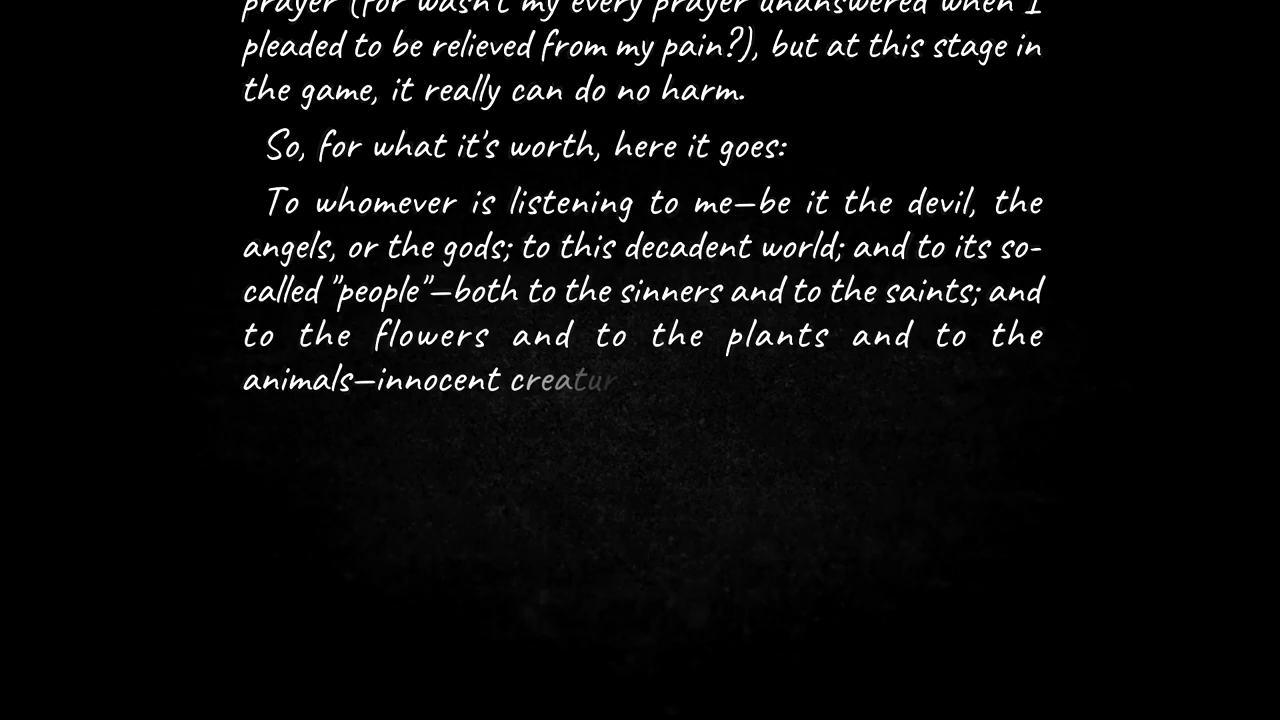 prayer (for wasn't my every prayer unanswered when I
pleaded to be relieved from my pain?), but at this stage in
the game, it really can do no harm.
So, for what it's worth, here it goes:
To whomever is listening to me—be it the devil, the
angels, or the gods; to this decadent world; and to its so-
called "people"—both to the sinners and to the saints; and
to the flowers and to the plants and to the
animals—innocent creatur